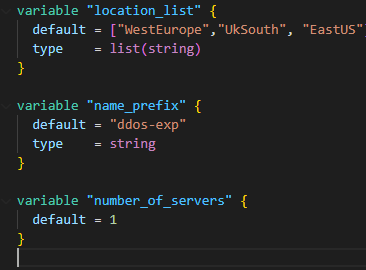 variable "location_list" {
  default = ["WestEurope","UkSouth", "EastUS"]
  type    = list(string)
}
variable "name_prefix" {
  default = "ddos-exp"
  type    = string
}
variable "number_of_servers" {
  default = 1
}